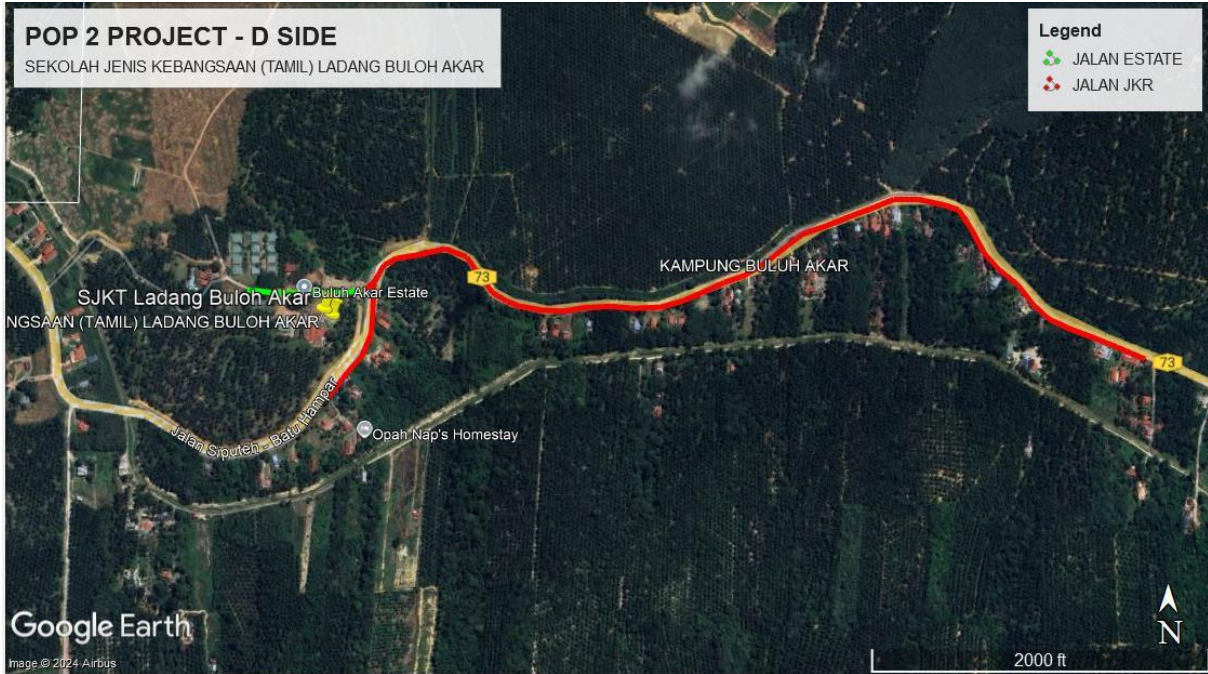 POP 2 PROJECT - D SIDE
SEKOLAH JENIS KEBANGSAAN (TAMIL) LADANG BULOH AKAR
Legend
JALAN ESTATE
JALAN JKR
KAMPUNG BULUH AKAR
73
SJKT Ladang Buloh Akar
Buluh Akar Estate
NGSAAN (TAMIL) LADANG BULOH AKAR
73
Jalan Siputeh - Batu Hampar
Opah Nap's Homestay
Google Earth
N
Image © 2024 Airbus
2000 ft